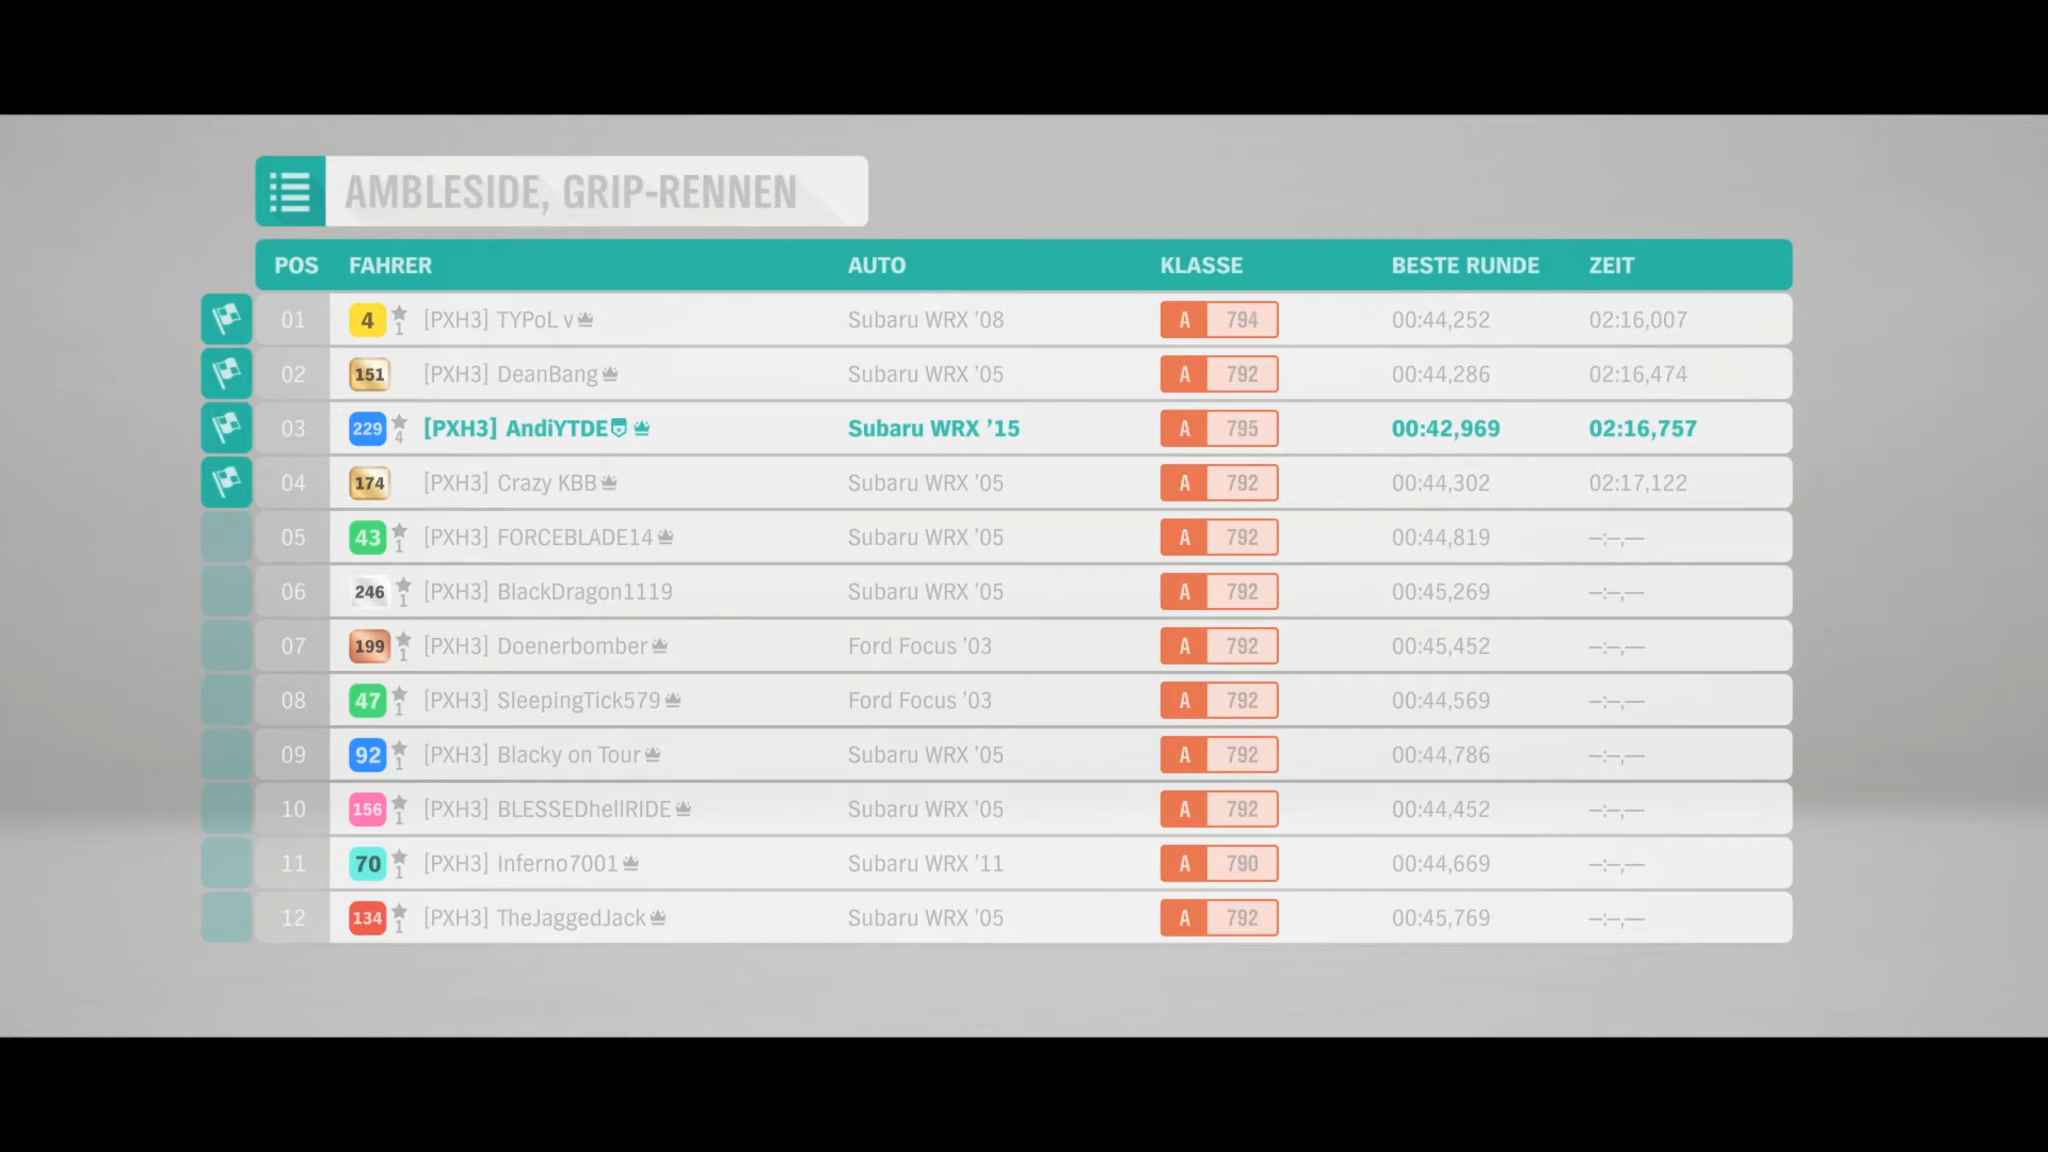 AMBLESIDE, GRIP-RENNEN
POS FAHRER AUTO KLASSE BESTE RUNDE ZEIT
01 4 1 [PXH3] TYPoL v Subaru WRX '08 A 794 00:44,252 02:16,007
02 151 [PXH3] DeanBang Subaru WRX '05 A 792 00:44,286 02:16,474
03 229 4 [PXH3] AndiYTDE Subaru WRX '15 A 795 00:42,969 02:16,757
04 174 [PXH3] Crazy KBB Subaru WRX '05 A 792 00:44,302 02:17,122
05 43 1 [PXH3] FORCEBLADE14 Subaru WRX '05 A 792 00:44,819 —:—,—
06 246 1 [PXH3] BlackDragon1119 Subaru WRX '05 A 792 00:45,269 —:—,—
07 199 1 [PXH3] Doenerbomber Ford Focus '03 A 792 00:45,452 —:—,—
08 47 1 [PXH3] SleepingTick579 Ford Focus '03 A 792 00:44,569 —:—,—
09 92 1 [PXH3] Blacky on Tour Subaru WRX '05 A 792 00:44,786 —:—,—
10 156 1 [PXH3] BLESSEDhellRIDE Subaru WRX '05 A 792 00:44,452 —:—,—
11 70 1 [PXH3] Inferno7001 Subaru WRX '11 A 790 00:44,669 —:—,—
12 134 1 [PXH3] TheJaggedJack Subaru WRX '05 A 792 00:45,769 —:—,—